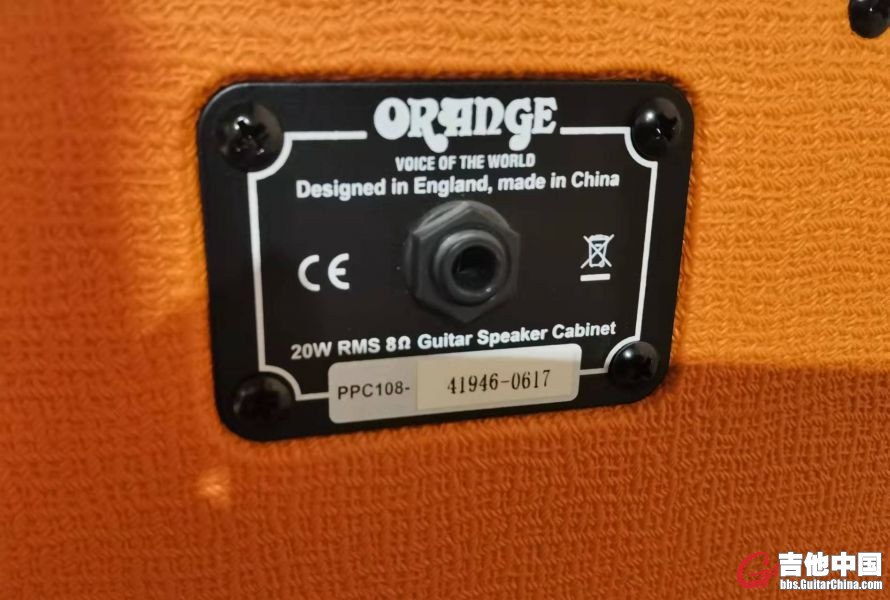 ORANGE
VOICE OF THE WORLD
Designed in England, made in China
CE
20W RMS 8Ω Guitar Speaker Cabinet
PPC108- 41946-0617
吉他中国
bbs.GuitarChina.com